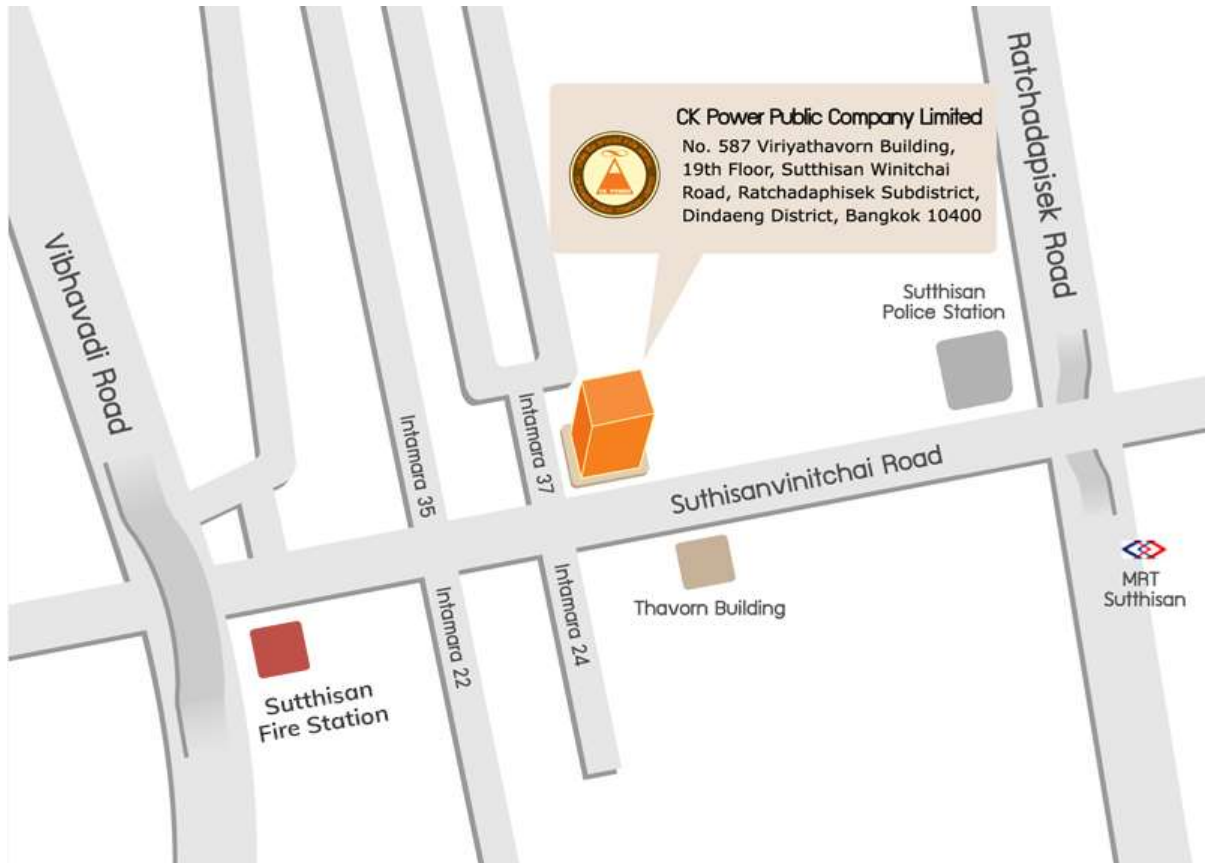 Ratchadapisek Road
CK Power Public Company Limited
No. 587 Viriyathavorn Building,
19th Floor, Sutthisan Winitchai
Road, Ratchadaphisek Subdistrict,
Dindaeng District, Bangkok 10400
Vibhavadi Road
Sutthisan
Police Station
Intamara 35
Intamara 37
Suthisanvinitchai Road
Intamara 22
Intamara 24
Thavorn Building
MRT
Sutthisan
Sutthisan
Fire Station